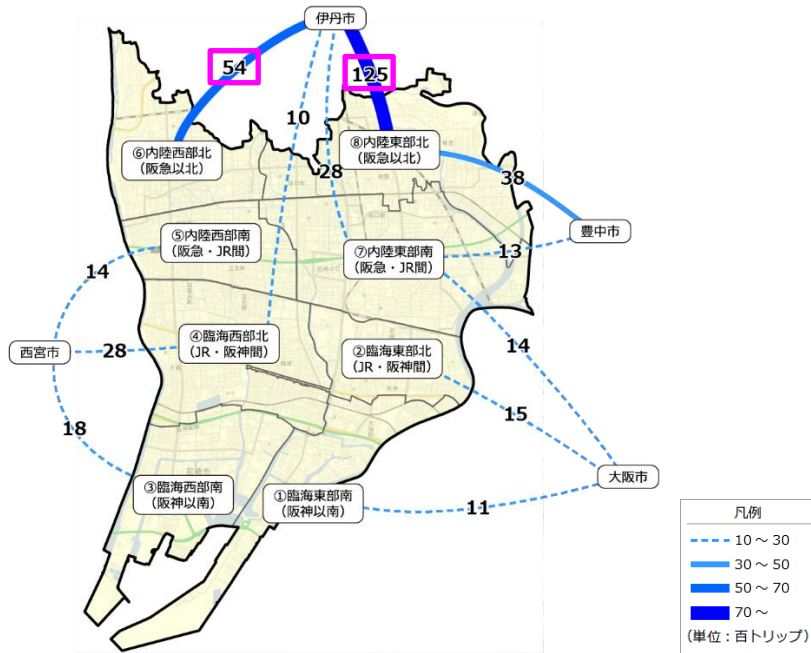 伊丹市
54
125
10
⑥内陸西部北
(阪急以北)
⑧内陸東部北
(阪急以北)
28
38
豊中市
⑤内陸西部南
(阪急・JR間)
⑦内陸東部南
(阪急・JR間)
13
14
④臨海西部北
(JR・阪神間)
②臨海東部北
(JR・阪神間)
14
西宮市
28
15
18
尼崎市
③臨海西部南
(阪神以南)
①臨海東部南
(阪神以南)
11
大阪市
凡例
10～30
30～50
50～70
70～
(単位：百トリップ)